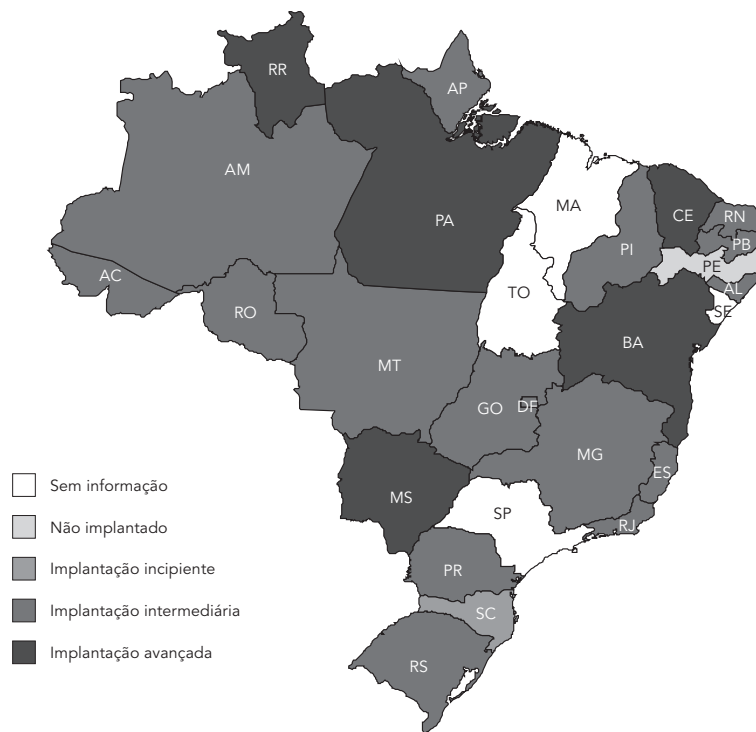 RR
AP
AM
PA
MA
CE
RN
PI
PB
PE
AC
AL
TO
SE
RO
BA
MT
GO
DF
MG
ES
MS
SP
RJ
PR
SC
RS
Sem informação
Não implantado
Implantação incipiente
Implantação intermediária
Implantação avançada